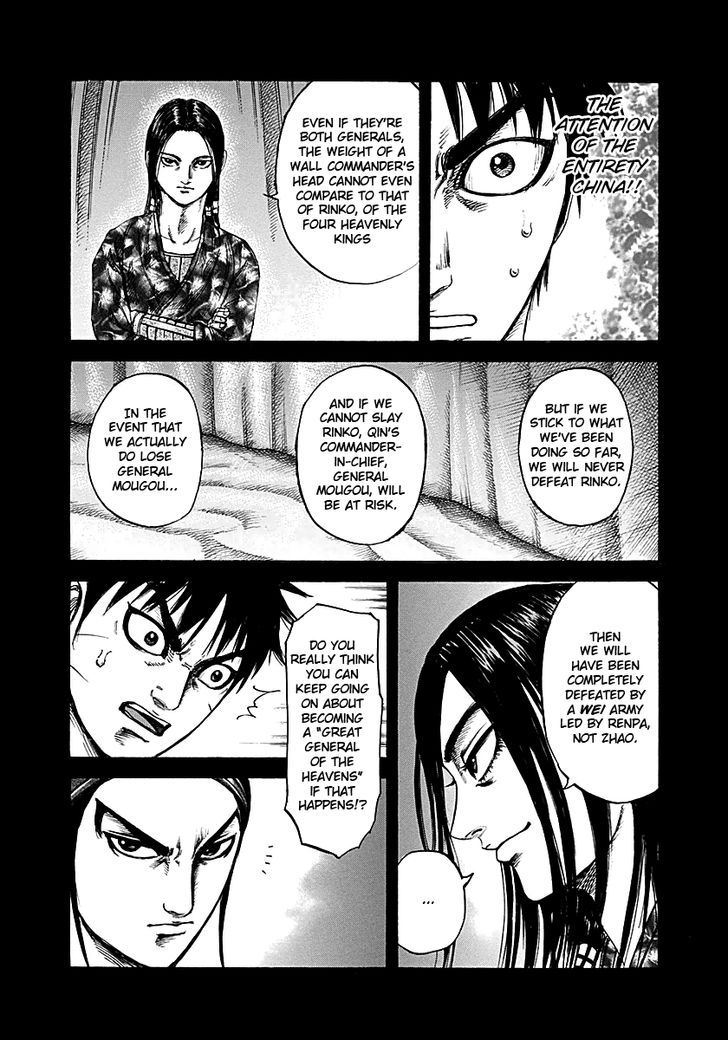 THE
ATTENTION
OF THE
ENTIRETY
CHINA!!
EVEN IF THEY'RE
BOTH GENERALS,
THE WEIGHT OF A
WALL COMMANDER'S
HEAD CANNOT EVEN
COMPARE TO THAT
OF RINKO, OF THE
FOUR HEAVENLY
KINGS
BUT IF WE
STICK TO WHAT
WE'VE BEEN
DOING SO FAR,
WE WILL NEVER
DEFEAT RINKO.
AND IF WE
CANNOT SLAY
RINKO, QIN'S
COMMANDER-
IN-CHIEF,
GENERAL
MOUGOU, WILL
BE AT RISK.
IN THE
EVENT THAT
WE ACTUALLY
DO LOSE
GENERAL
MOUGOU...
THEN
WE WILL
HAVE BEEN
COMPLETELY
DEFEATED BY
A WEI ARMY
LED BY RENPA,
NOT ZHAO.
...
DO YOU
REALLY THINK
YOU CAN
KEEP GOING
ON ABOUT
BECOMING
A "GREAT
GENERAL
OF THE
HEAVENS"
IF THAT
HAPPENS!?